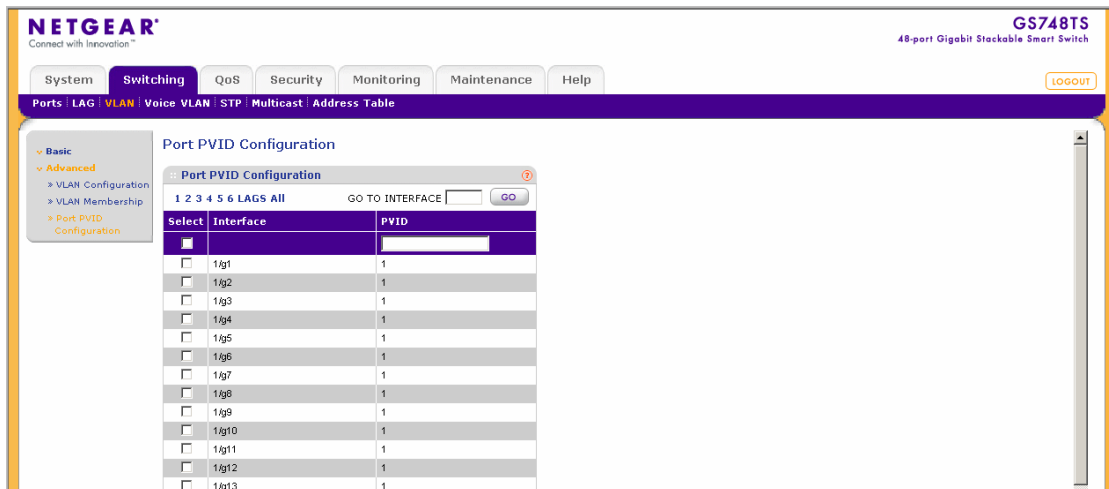 NETGEAR®
Connect with Innovation™
GS748TS
48-port Gigabit Stackable Smart Switch
System Switching QoS Security Monitoring Maintenance Help LOGOUT
Ports LAG VLAN Voice VLAN STP Multicast Address Table
Basic
Advanced
» VLAN Configuration
» VLAN Membership
» Port PVID
Configuration
Port PVID Configuration
Port PVID Configuration ?
1 2 3 4 5 6 LAGS All GO TO INTERFACE GO
Select Interface PVID
1/g1 1
1/g2 1
1/g3 1
1/g4 1
1/g5 1
1/g6 1
1/g7 1
1/g8 1
1/g9 1
1/g10 1
1/g11 1
1/g12 1
1/g13 1